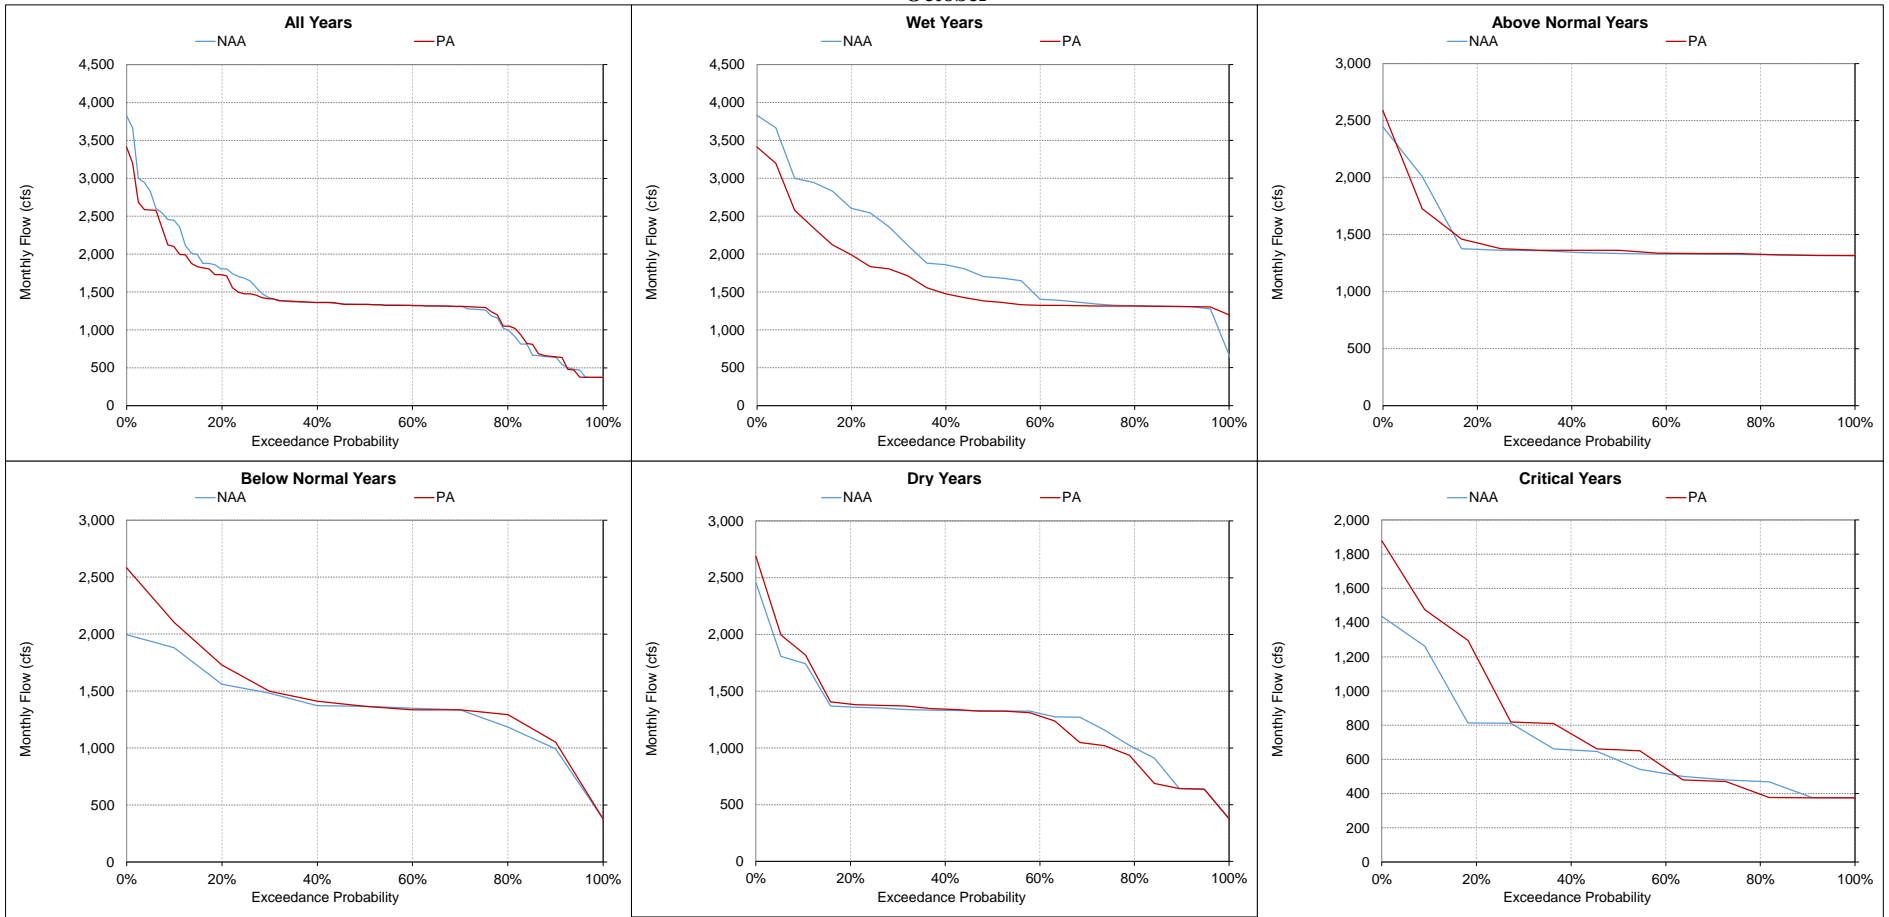 October
All Years
NAA PA
4,500
4,000
3,500
3,000
2,500
2,000
1,500
1,000
500
0
Monthly Flow (cfs)
0% 20% 40% 60% 80% 100%
Exceedance Probability
Wet Years
NAA PA
4,500
4,000
3,500
3,000
2,500
2,000
1,500
1,000
500
0
Monthly Flow (cfs)
0% 20% 40% 60% 80% 100%
Exceedance Probability
Above Normal Years
NAA PA
3,000
2,500
2,000
1,500
1,000
500
0
Monthly Flow (cfs)
0% 20% 40% 60% 80% 100%
Exceedance Probability
Below Normal Years
NAA PA
3,000
2,500
2,000
1,500
1,000
500
0
Monthly Flow (cfs)
0% 20% 40% 60% 80% 100%
Exceedance Probability
Dry Years
NAA PA
3,000
2,500
2,000
1,500
1,000
500
0
Monthly Flow (cfs)
0% 20% 40% 60% 80% 100%
Exceedance Probability
Critical Years
NAA PA
2,000
1,800
1,600
1,400
1,200
1,000
800
600
400
200
0
Monthly Flow (cfs)
0% 20% 40% 60% 80% 100%
Exceedance Probability